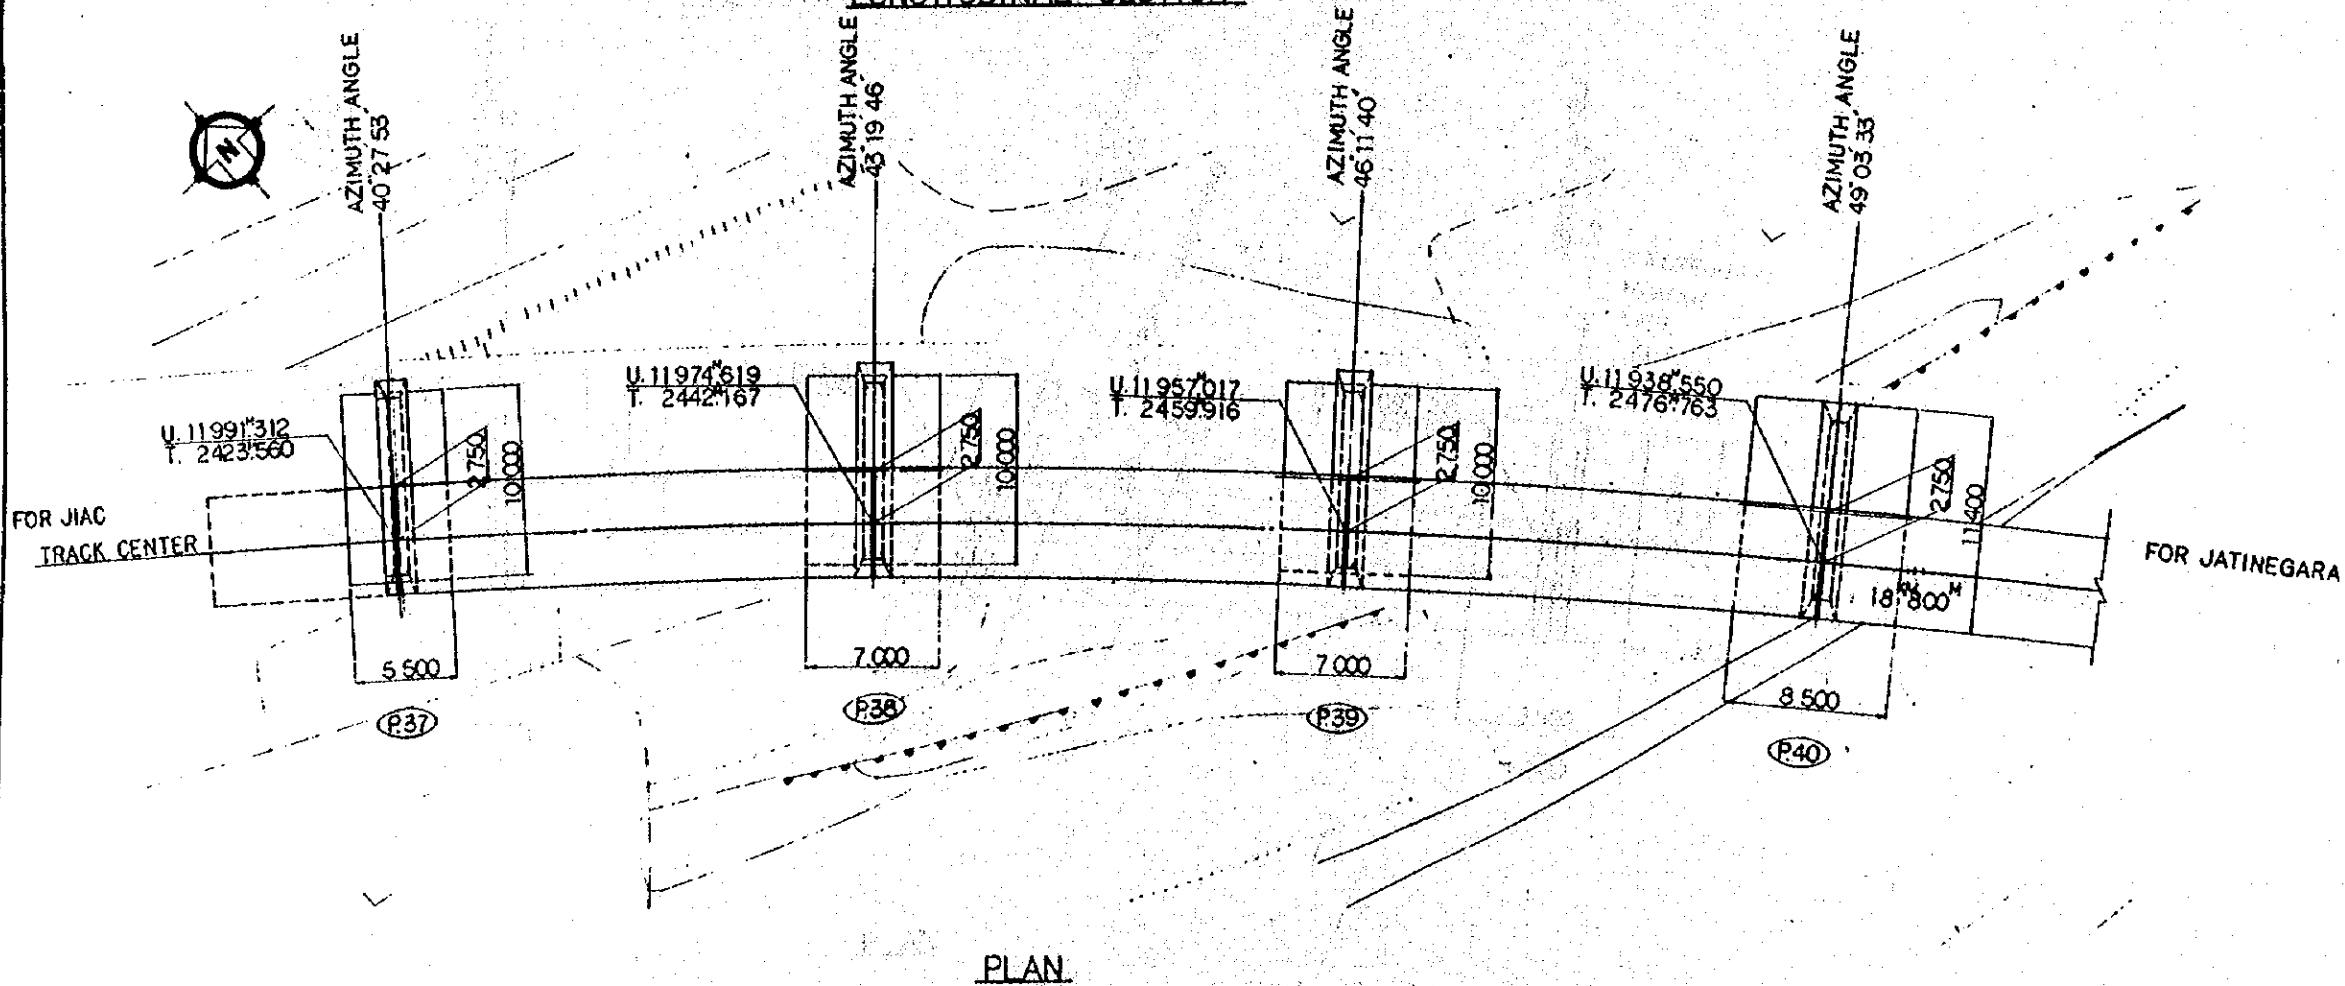 LONGITUDINAL SECTION
AZIMUTH ANGLE
40°27'53"
AZIMUTH ANGLE
43°19'46"
AZIMUTH ANGLE
46°11'40"
AZIMUTH ANGLE
49°03'33"
N
U. 11991.312
T. 2423.560
U. 11974.619
T. 2442.167
U. 11957.017
T. 2459.916
U. 11938.550
T. 2476.763
2.750
10.000
2.750
10.000
2.750
10.000
2.750
11.400
FOR JIAC
TRACK CENTER
FOR JATINEGARA
18KM800M
5.500
7.000
7.000
8.500
P.37
P.38
P.39
P.40
PLAN